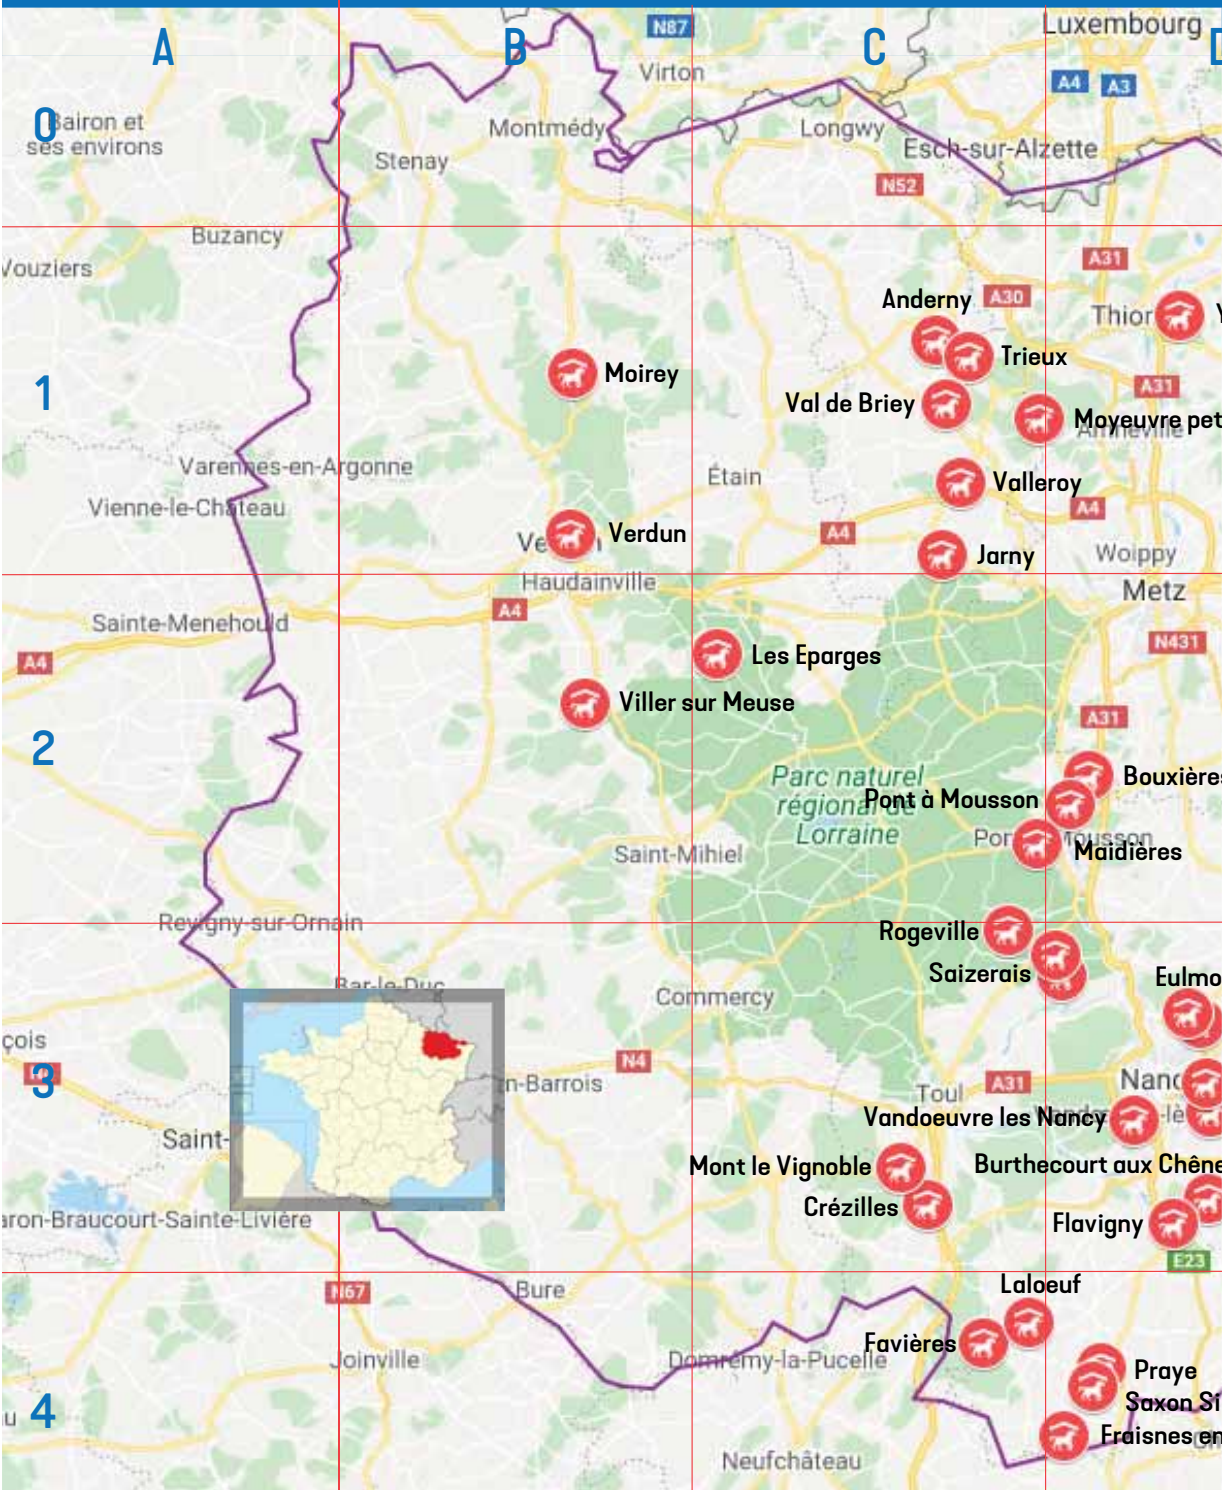 Luxembourg
A
B
N87
C
Virton
A4
A3
0
Bairon et
ses environs
Montmédy
Longwy
Esch-sur-Alzette
Stenay
N52
Buzancy
A31
Vouziers
Anderny
A30
Moirey
Trieux
1
A31
Val de Briey
Varennes-en-Argonne
Étain
Valleroy
Vienne-le-Château
A4
A4
Verdun
Jarny
Woippy
Haudainville
Metz
A4
Sainte-Menehould
N431
A4
Les Eparges
Viller sur Meuse
A31
2
Parc naturel
régional de
Lorraine
Bouxières
Pont à Mousson
Saint-Mihiel
Maidières
Revigny-sur-Ornain
Rogeville
Saizerais
Bar-le-Duc
Commercy
N4
3
A31
Toul
Vandoeuvre les Nancy
Saint-
Mont le Vignoble
Burthecourt aux Chêne
Crézilles
Flavigny
E23
Laloeuf
N67
Bure
Favières
Joinville
Domrémy-la-Pucelle
Praye
4
Saxon Si
Fraisnes en
Neufchâteau